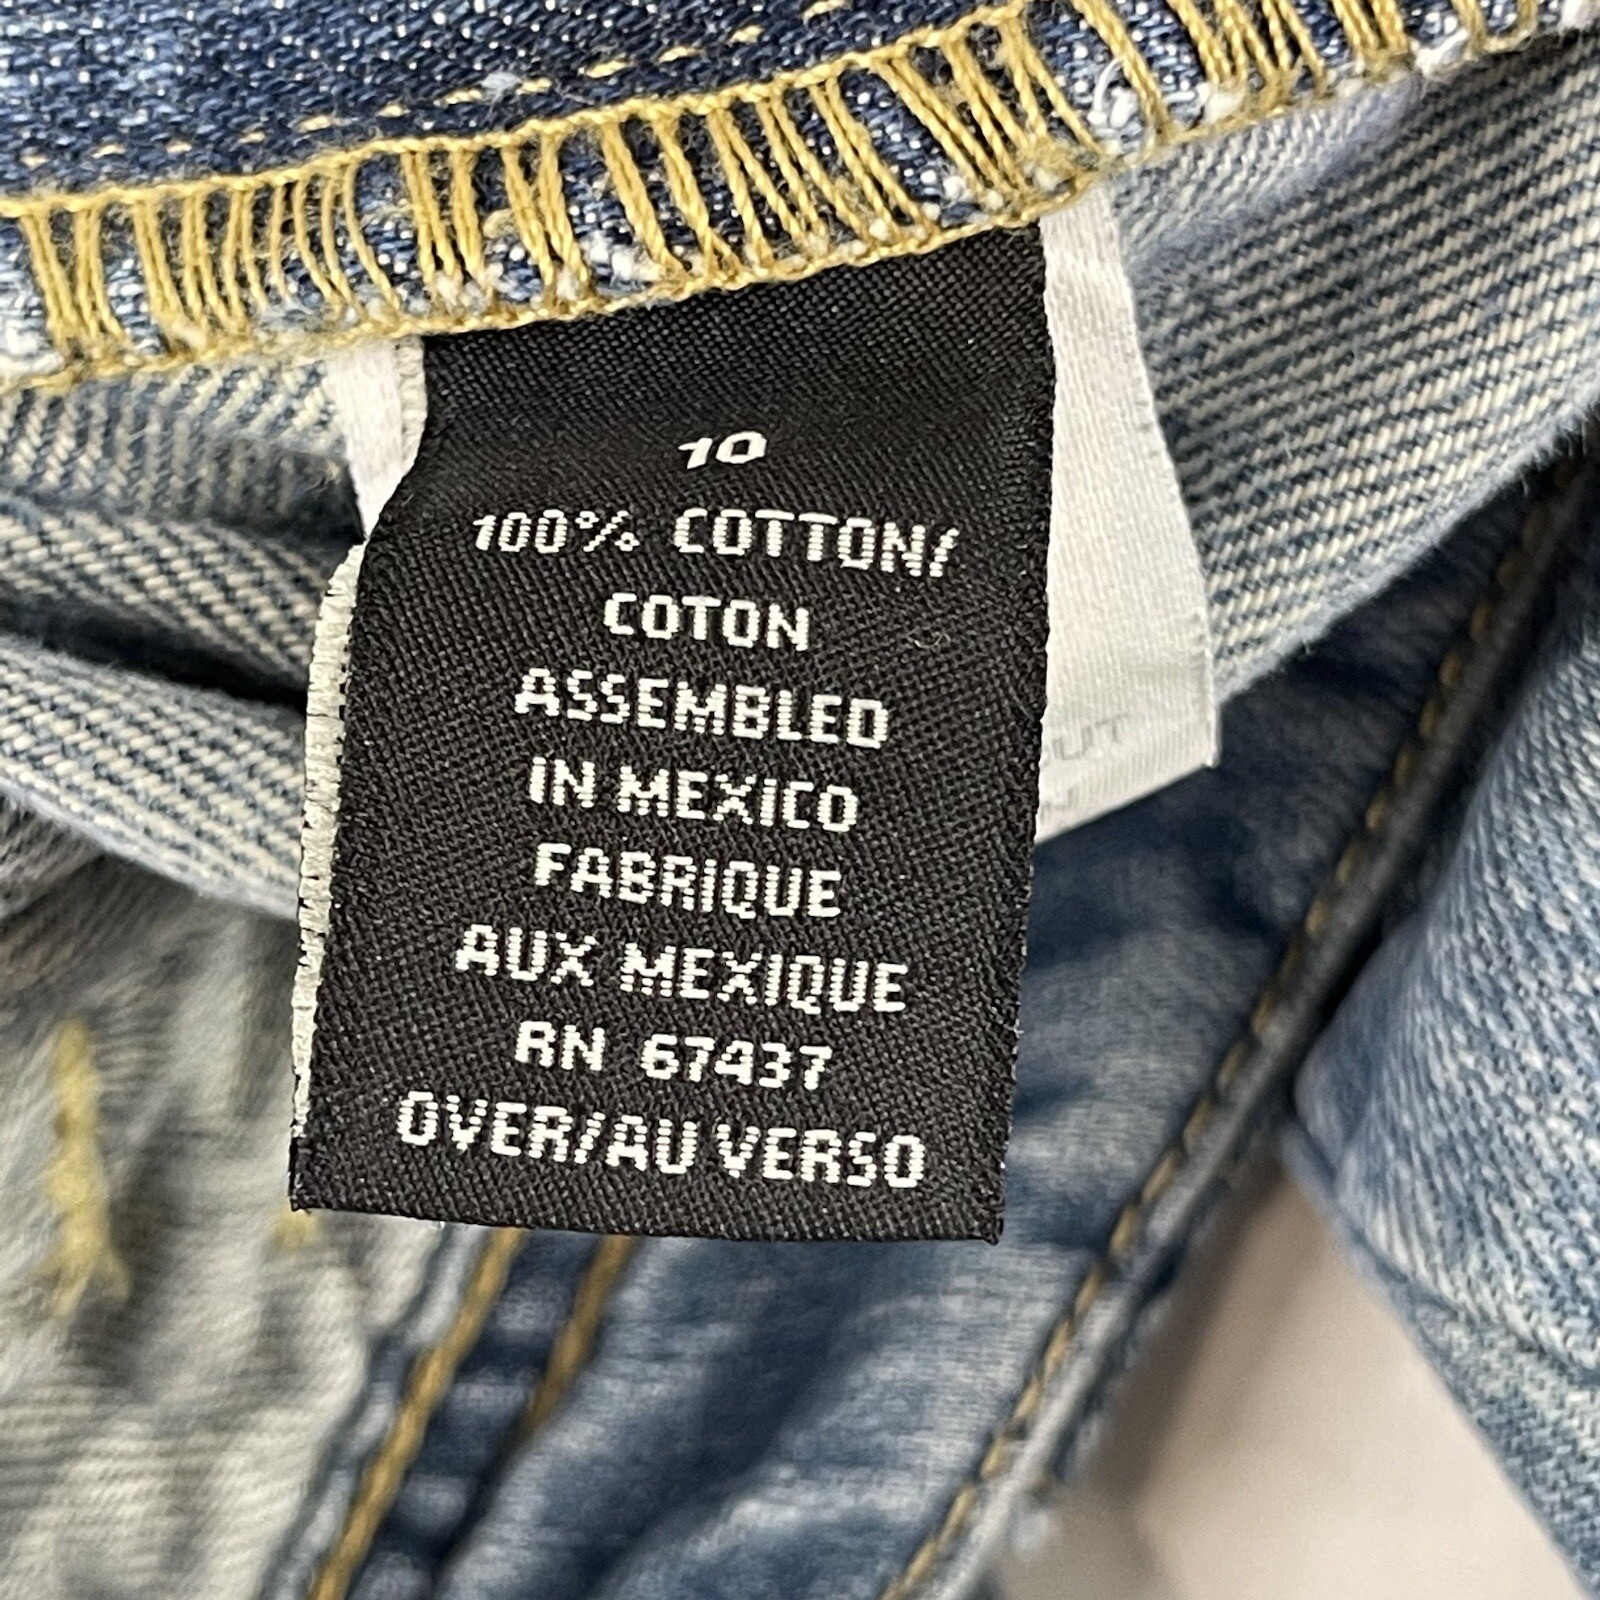 10
100% COTTON/
COTON
ASSEMBLED
IN MEXICO
FABRIQUE
AUX MEXIQUE
RN 67437
OVER/AU VERSO